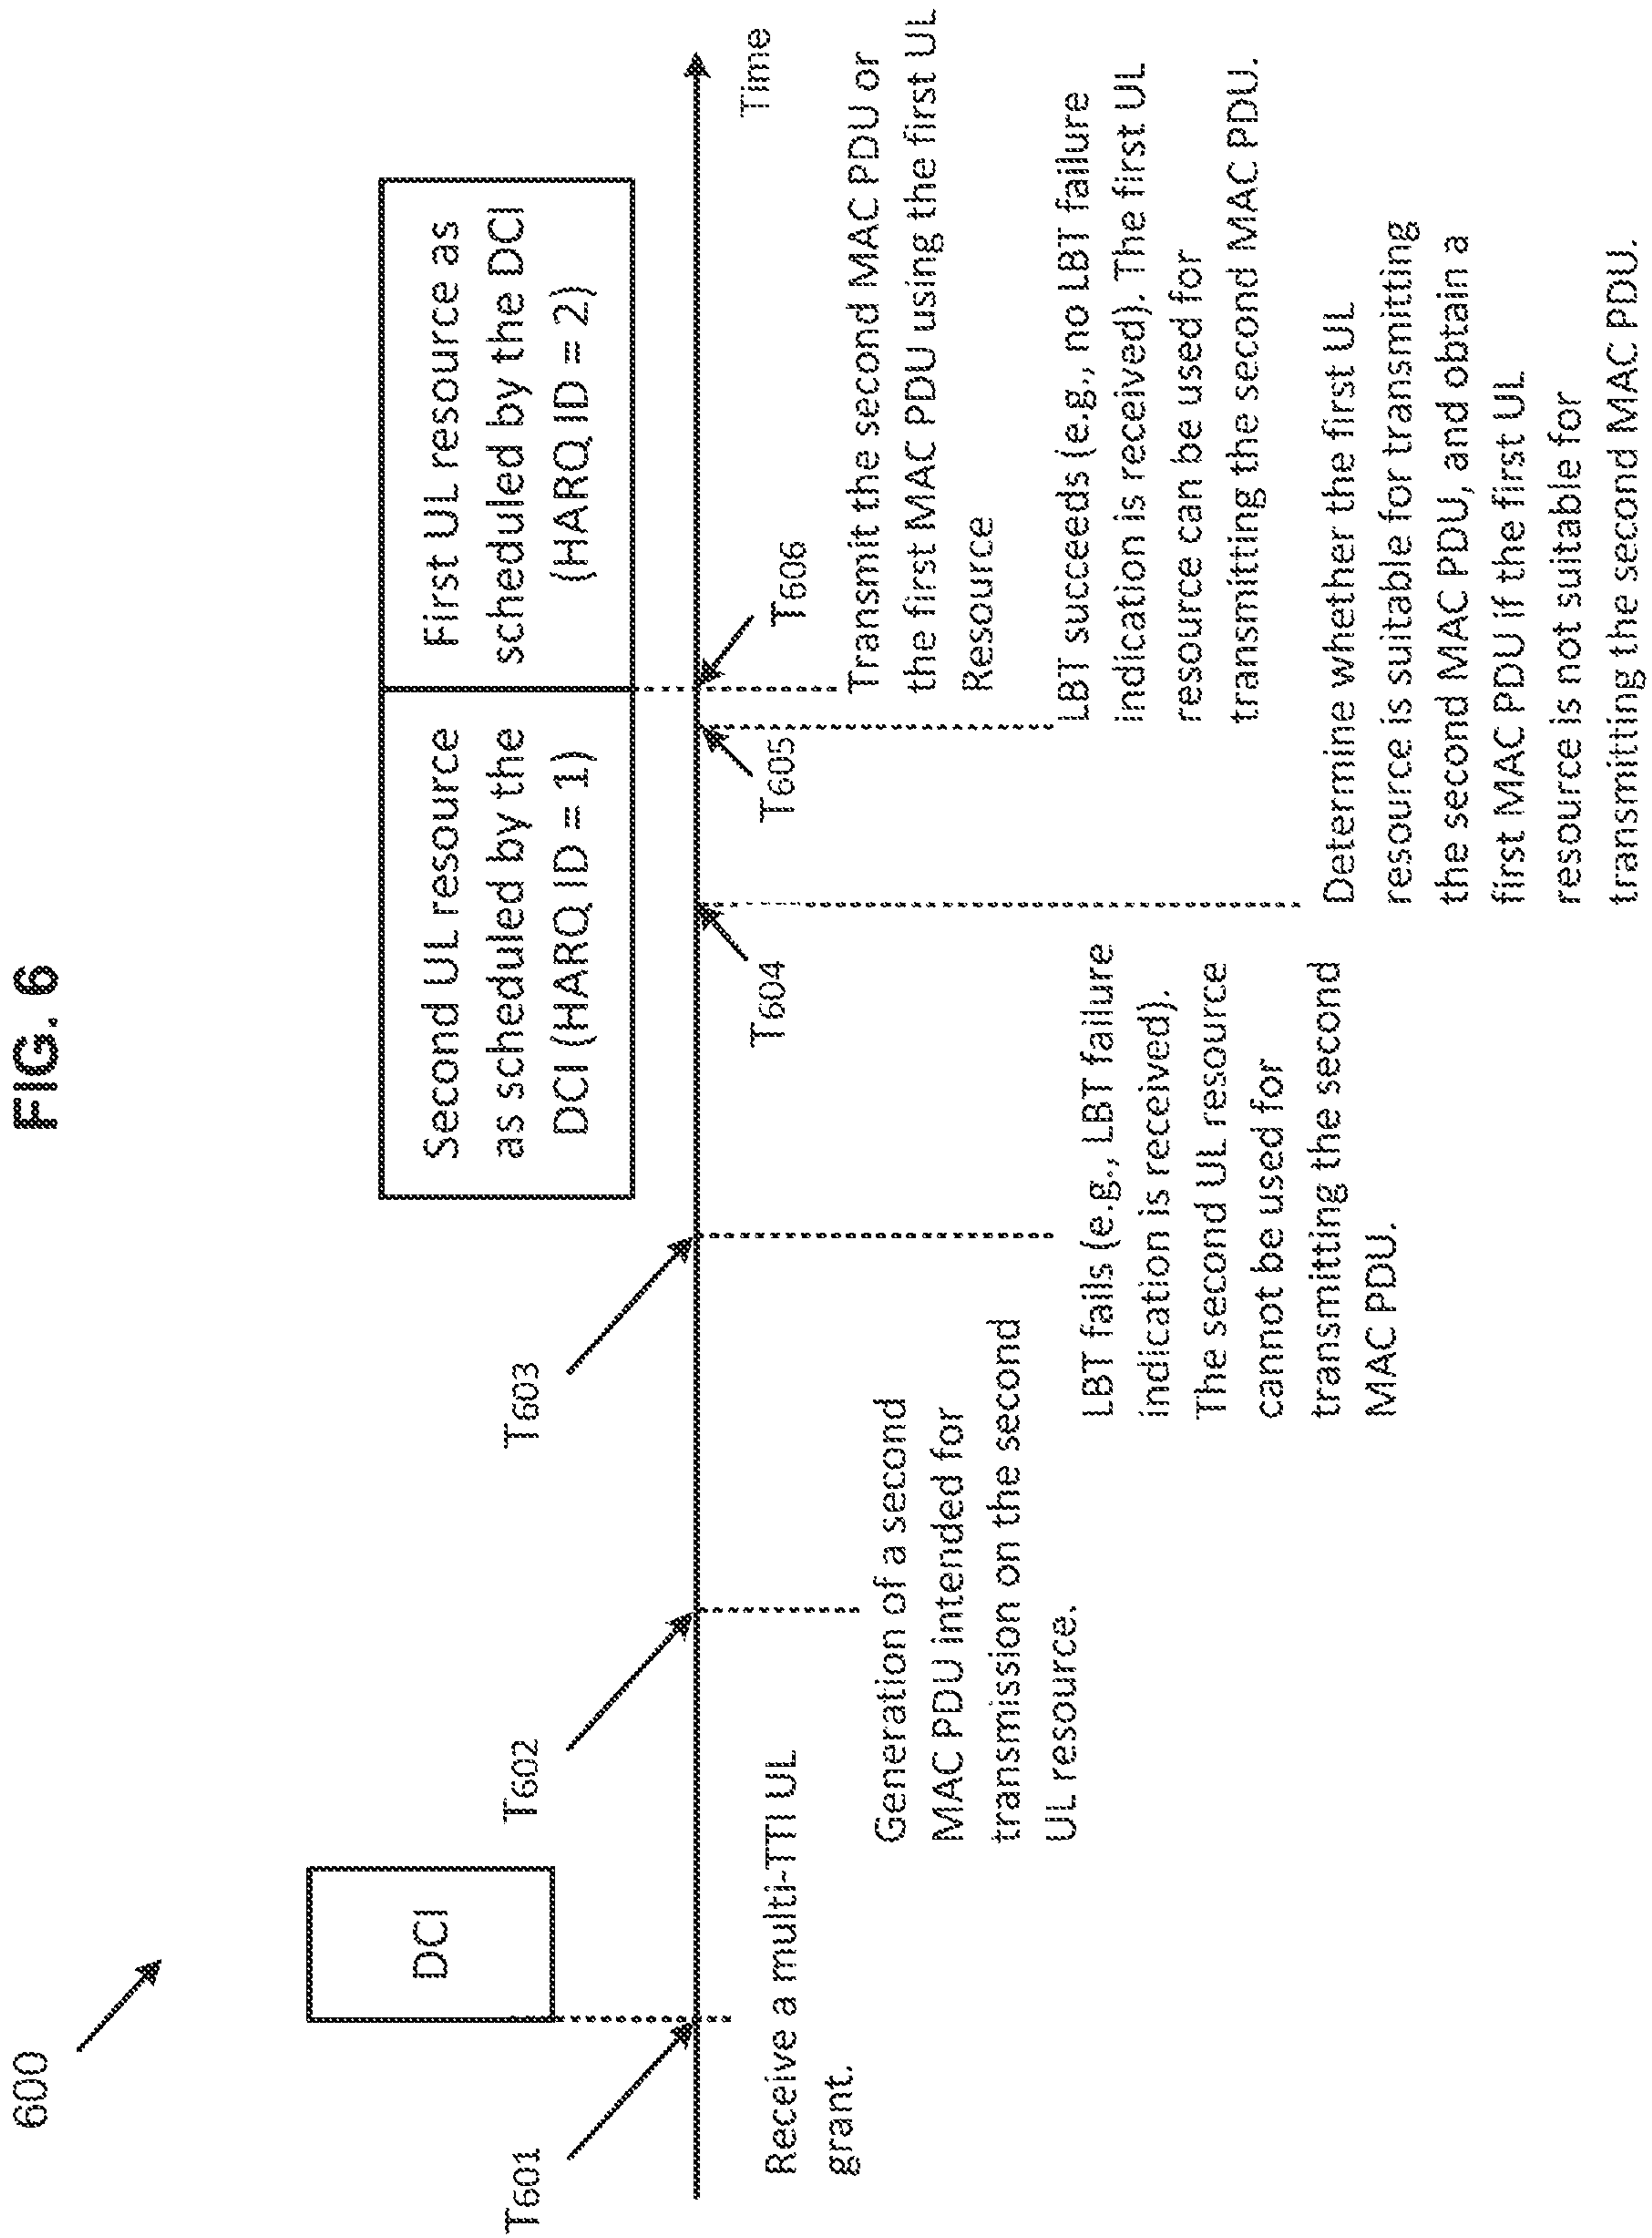 FIG. 6
600
DCI
Second UL resource
as scheduled by the
DCI (HARQ ID = 1)
First UL resource as
scheduled by the DCI
(HARQ ID = 2)
T601
T602
T603
T604
T605
T606
Time
Receive a multi-TTI UL
grant.
Generation of a second
MAC PDU intended for
transmission on the second
UL resource.
LBT fails (e.g., LBT failure
indication is received).
The second UL resource
cannot be used for
transmitting the second
MAC PDU.
Determine whether the first UL
resource is suitable for transmitting
the second MAC PDU, and obtain a
first MAC PDU if the first UL
resource is not suitable for
transmitting the second MAC PDU.
LBT succeeds (e.g., no LBT failure
indication is received). The first UL
resource can be used for
transmitting the second MAC PDU.
Transmit the second MAC PDU or
the first MAC PDU using the first UL
Resource